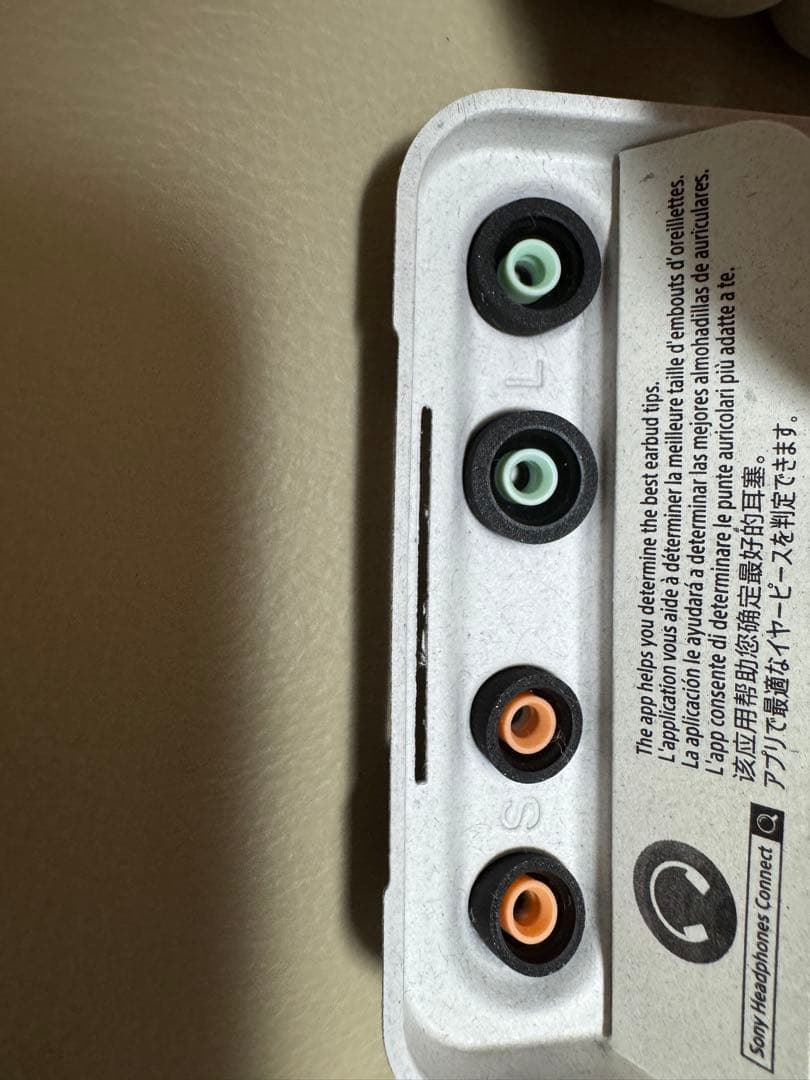 The app helps you determine the best earbud tips.
L'application vous aide à déterminer la meilleure taille d'embouts d'oreillettes.
La aplicación le ayudará a determinar las mejores almohadillas de auriculares.
L'app consente di determinare le punte auricolari più adatte a te.
该应用帮助您确定最好的耳塞。
アプリで最適なイヤーピースを判定できます。
Sony Headphones Connect
L
S